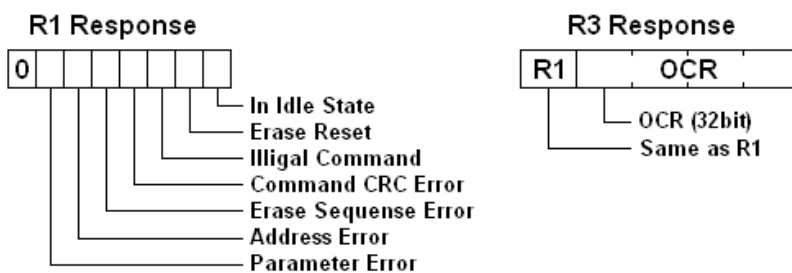 R1 Response
0
In Idle State
Erase Reset
Illigal Command
Command CRC Error
Erase Sequense Error
Address Error
Parameter Error
R3 Response
R1 OCR
OCR (32bit)
Same as R1